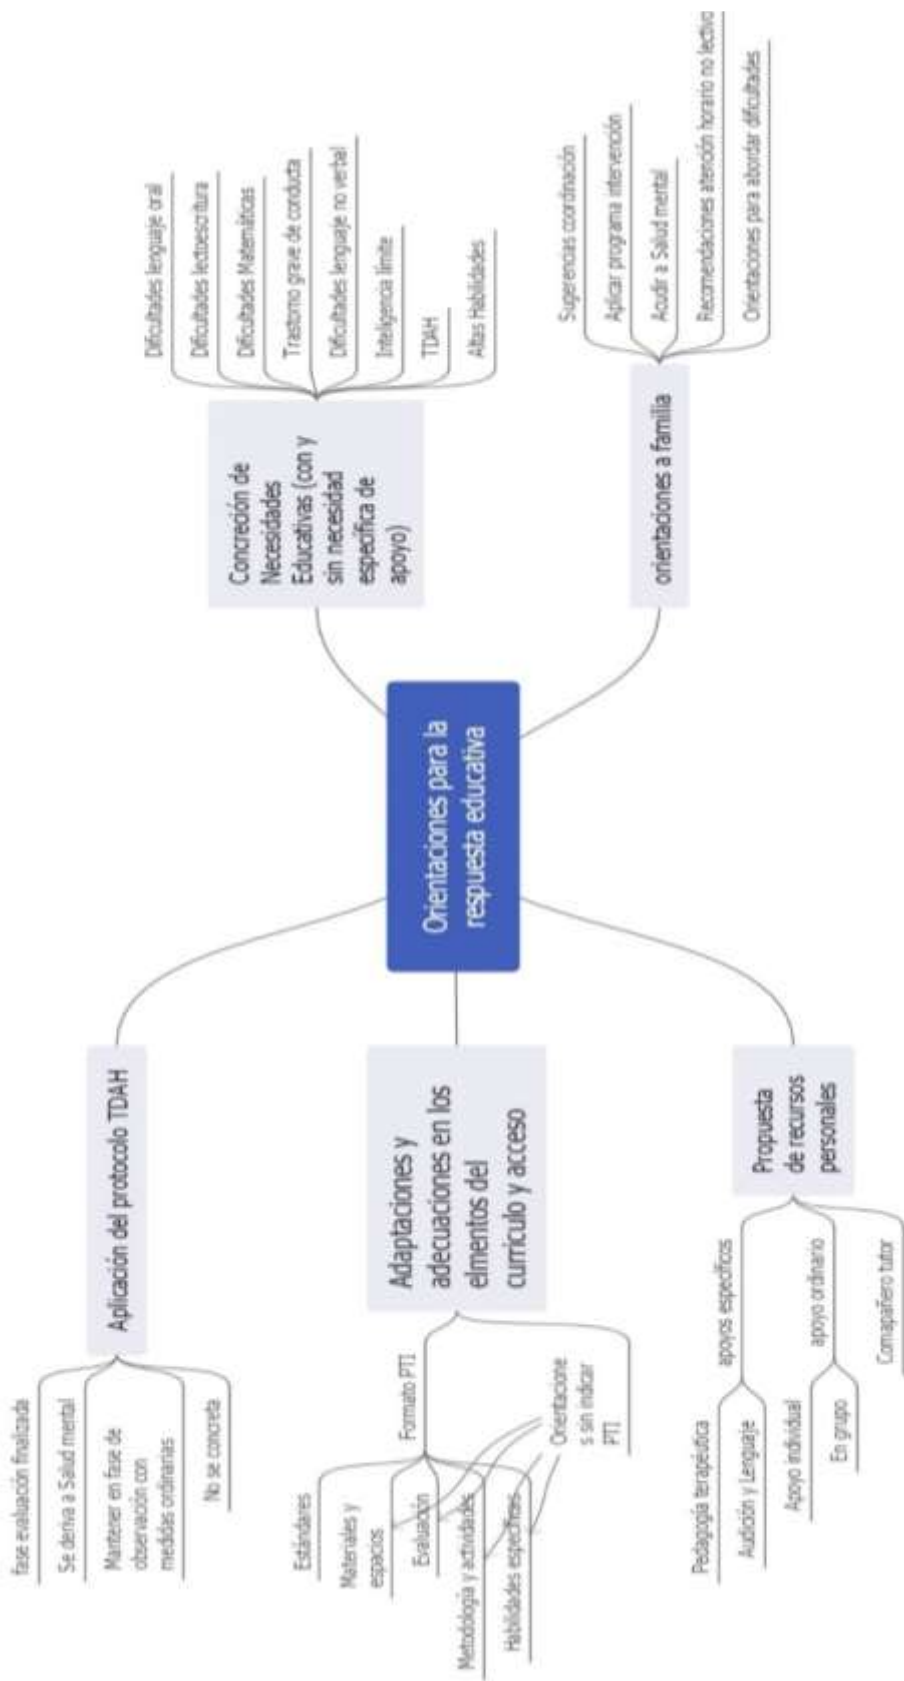 Orientaciones para la
respuesta educativa
Aplicación del protocolo TDAH
fase evaluación finalizada
Se deriva a Salud mental
Mantener en fase de
observación con
medidas ordinarias
No se concreta
Adaptaciones y
adecuaciones en los
elmentos del
currículo y acceso
Formato PTI
Estándares
Materiales y
espacios
Evaluación
Metodología y actividades
Habilidades específicas
Orientacione
s sin indicar
PTI
Propuesta
de recursos
personales
apoyos específicos
Pedagogía terapéutica
Audición y Lenguaje
apoyo ordinario
Apoyo individual
En grupo
Comapañero tutor
Concreción de
Necesidades
Educativas (con y
sin necesidad
específica de
apoyo)
Dificultades lenguaje oral
Dificultades lectoescritura
Dificultades Matemáticas
Trastorno grave de conducta
Dificultades lenguaje no verbal
Inteligencia límite
TDAH
Altas Habilidades
orientaciones a familia
Sugerencias coordinación
Aplicar programa intervención
Acudir a Salud mental
Recomendaciones atención horario no lectivo
Orientaciones para abordar dificultades